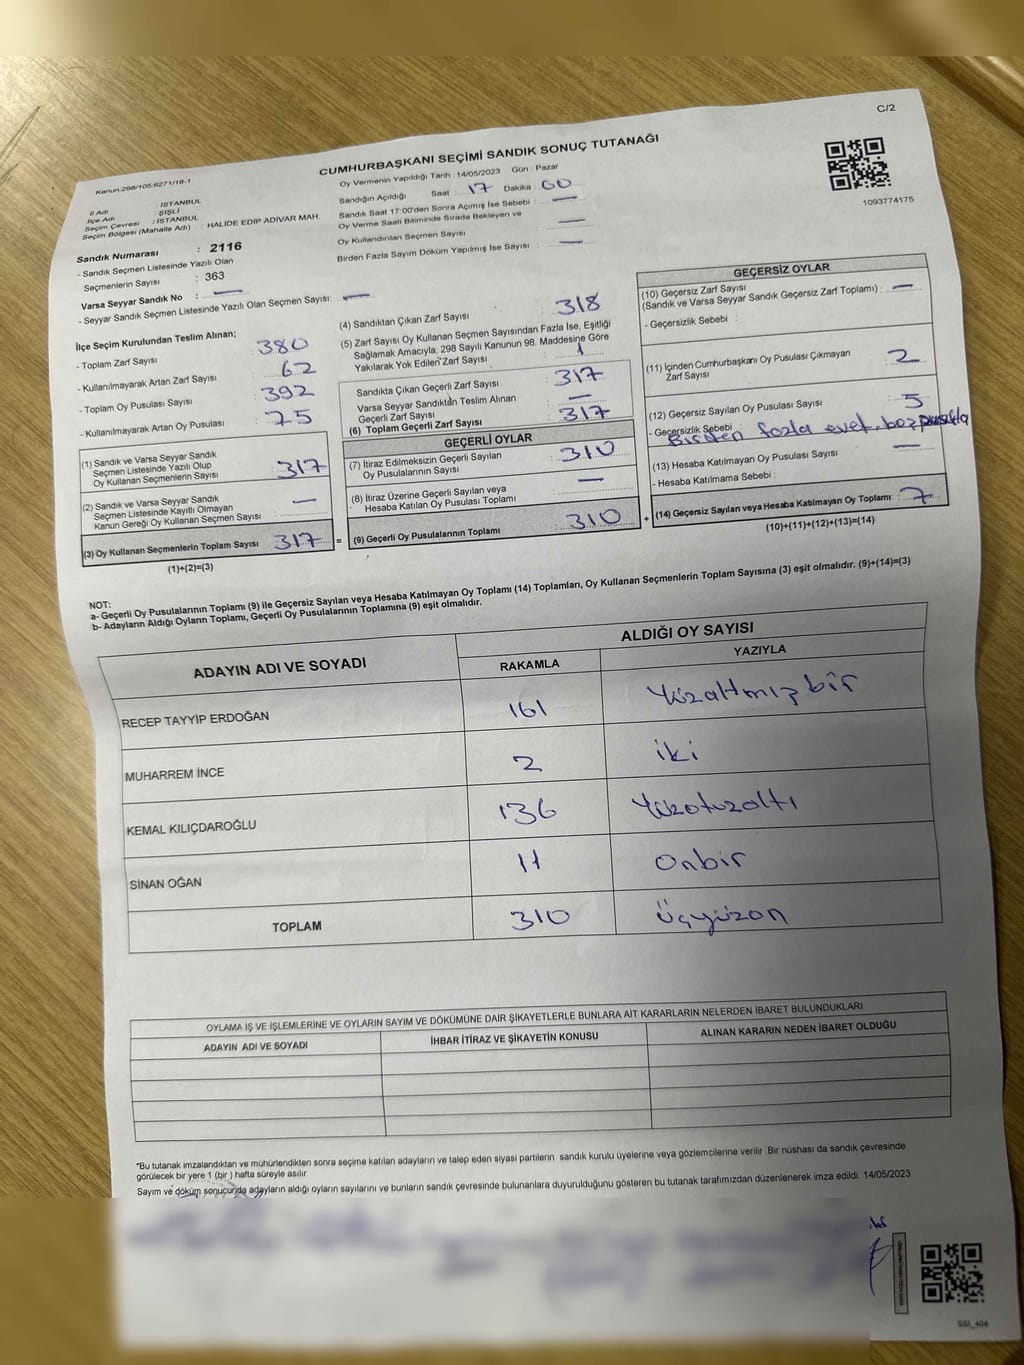 C/2
Kanun:298/105,6271/16-1
CUMHURBAŞKANI SEÇİMİ SANDIK SONUÇ TUTANAĞI
1093774175
İl Adı : İSTANBUL
İlçe Adı : ŞİŞLİ
Seçim Çevresi : İSTANBUL
Seçim Bölgesi (Mahalle Adı) : HALİDE EDİP ADIVAR MAH.
Sandık Numarası : 2116
- Sandık Seçmen Listesinde Yazılı Olan
Seçmenlerin Sayısı : 363
Varsa Seyyar Sandık No : —
- Seyyar Sandık Seçmen Listesinde Yazılı Olan Seçmen Sayısı: —
Oy Vermenin Yapıldığı Tarih : 14/05/2023 Gün : Pazar
Sandığın Açıldığı Saat : 17 Dakika : 00
Sandık Saat 17:00'den Sonra Açımış İse Sebebi : —
Oy Verme Saati Bitiminde Sırada Bekleyen ve
Oy Kullandırılan Seçmen Sayısı : —
Birden Fazla Sayım Döküm Yapılmış İse Sayısı : —
İlçe Seçim Kurulundan Teslim Alınan;
- Toplam Zarf Sayısı : 380
- Kullanılmayarak Artan Zarf Sayısı : 62
- Toplam Oy Pusulası Sayısı : 392
- Kullanılmayarak Artan Oy Pusulası : 75
(1) Sandık ve Varsa Seyyar Sandık
Seçmen Listesinde Yazılı Olup
Oy Kullanan Seçmenlerin Sayısı : 317
(2) Sandık ve Varsa Seyyar Sandık
Seçmen Listesinde Kayıtlı Olmayan
Kanun Gereği Oy Kullanan Seçmen Sayısı : —
(3) Oy Kullanan Seçmenlerin Toplam Sayısı : 317 =
(1)+(2)=(3)
(4) Sandıktan Çıkan Zarf Sayısı : 318
(5) Zarf Sayısı Oy Kullanan Seçmen Sayısından Fazla İse, Eşitliği
Sağlamak Amacıyla; 298 Sayılı Kanunun 98. Maddesine Göre
Yakılarak Yok Edilen Zarf Sayısı : 1
Sandıkta Çıkan Geçerli Zarf Sayısı : 317
Varsa Seyyar Sandıktan Teslim Alınan
Geçerli Zarf Sayısı : —
(6) Toplam Geçerli Zarf Sayısı : 317
GEÇERLİ OYLAR
(7) İtiraz Edilmeksizin Geçerli Sayılan
Oy Pusulalarının Sayısı : 310
(8) İtiraz Üzerine Geçerli Sayılan veya
Hesaba Katılan Oy Pusulası Toplamı : —
(9) Geçerli Oy Pusulalarının Toplamı : 310 +
GEÇERSİZ OYLAR
(10) Geçersiz Zarf Sayısı
(Sandık ve Varsa Seyyar Sandık Geçersiz Zarf Toplamı) : —
- Geçersizlik Sebebi :
(11) İçinden Cumhurbaşkanı Oy Pusulası Çıkmayan
Zarf Sayısı : 2
(12) Geçersiz Sayılan Oy Pusulası Sayısı : 5
- Geçersizlik Sebebi : Birden fazla evet, boş pusula
(13) Hesaba Katılmayan Oy Pusulası Sayısı : —
- Hesaba Katılmama Sebebi :
(14) Geçersiz Sayılan veya Hesaba Katılmayan Oy Toplamı : 7
(10)+(11)+(12)+(13)=(14)
NOT:
a- Geçerli Oy Pusulalarının Toplamı (9) ile Geçersiz Sayılan veya Hesaba Katılmayan Oy Toplamı (14) Toplamları, Oy Kullanan Seçmenlerin Toplam Sayısına (3) eşit olmalıdır. (9)+(14)=(3)
b- Adayların Aldığı Oyların Toplamı, Geçerli Oy Pusulalarının Toplamına (9) eşit olmalıdır.
ADAYIN ADI VE SOYADI ALDIĞI OY SAYISI
RAKAMLA YAZIYLA
RECEP TAYYİP ERDOĞAN 161 Yüzaltmışbir
MUHARREM İNCE 2 iki
KEMAL KILIÇDAROĞLU 136 Yüzotuzaltı
SİNAN OĞAN 11 Onbir
TOPLAM 310 Üçyüzon
OYLAMA İŞ VE İŞLEMLERİNE VE OYLARIN SAYIM VE DÖKÜMÜNE DAİR ŞİKAYETLERLE BUNLARA AİT KARARLARIN NELERDEN İBARET BULUNDUKLARI
ADAYIN ADI VE SOYADI İHBAR İTİRAZ VE ŞİKAYETİN KONUSU ALINAN KARARIN NEDEN İBARET OLDUĞU
*Bu tutanak imzalandıktan ve mühürlendikten sonra seçime katılan adayların ve talep eden siyasi partilerin sandık kurulu üyelerine veya gözlemcilerine verilir. Bir nüshası da sandık çevresinde
görülecek bir yere 1 (bir ) hafta süreyle asılır.
Sayım ve döküm sonucunda adayların aldığı oyların sayılarını ve bunların sandık çevresinde bulunanlara duyurulduğunu gösteren bu tutanak tarafımızdan düzenlenerek imza edildi. 14/05/2023